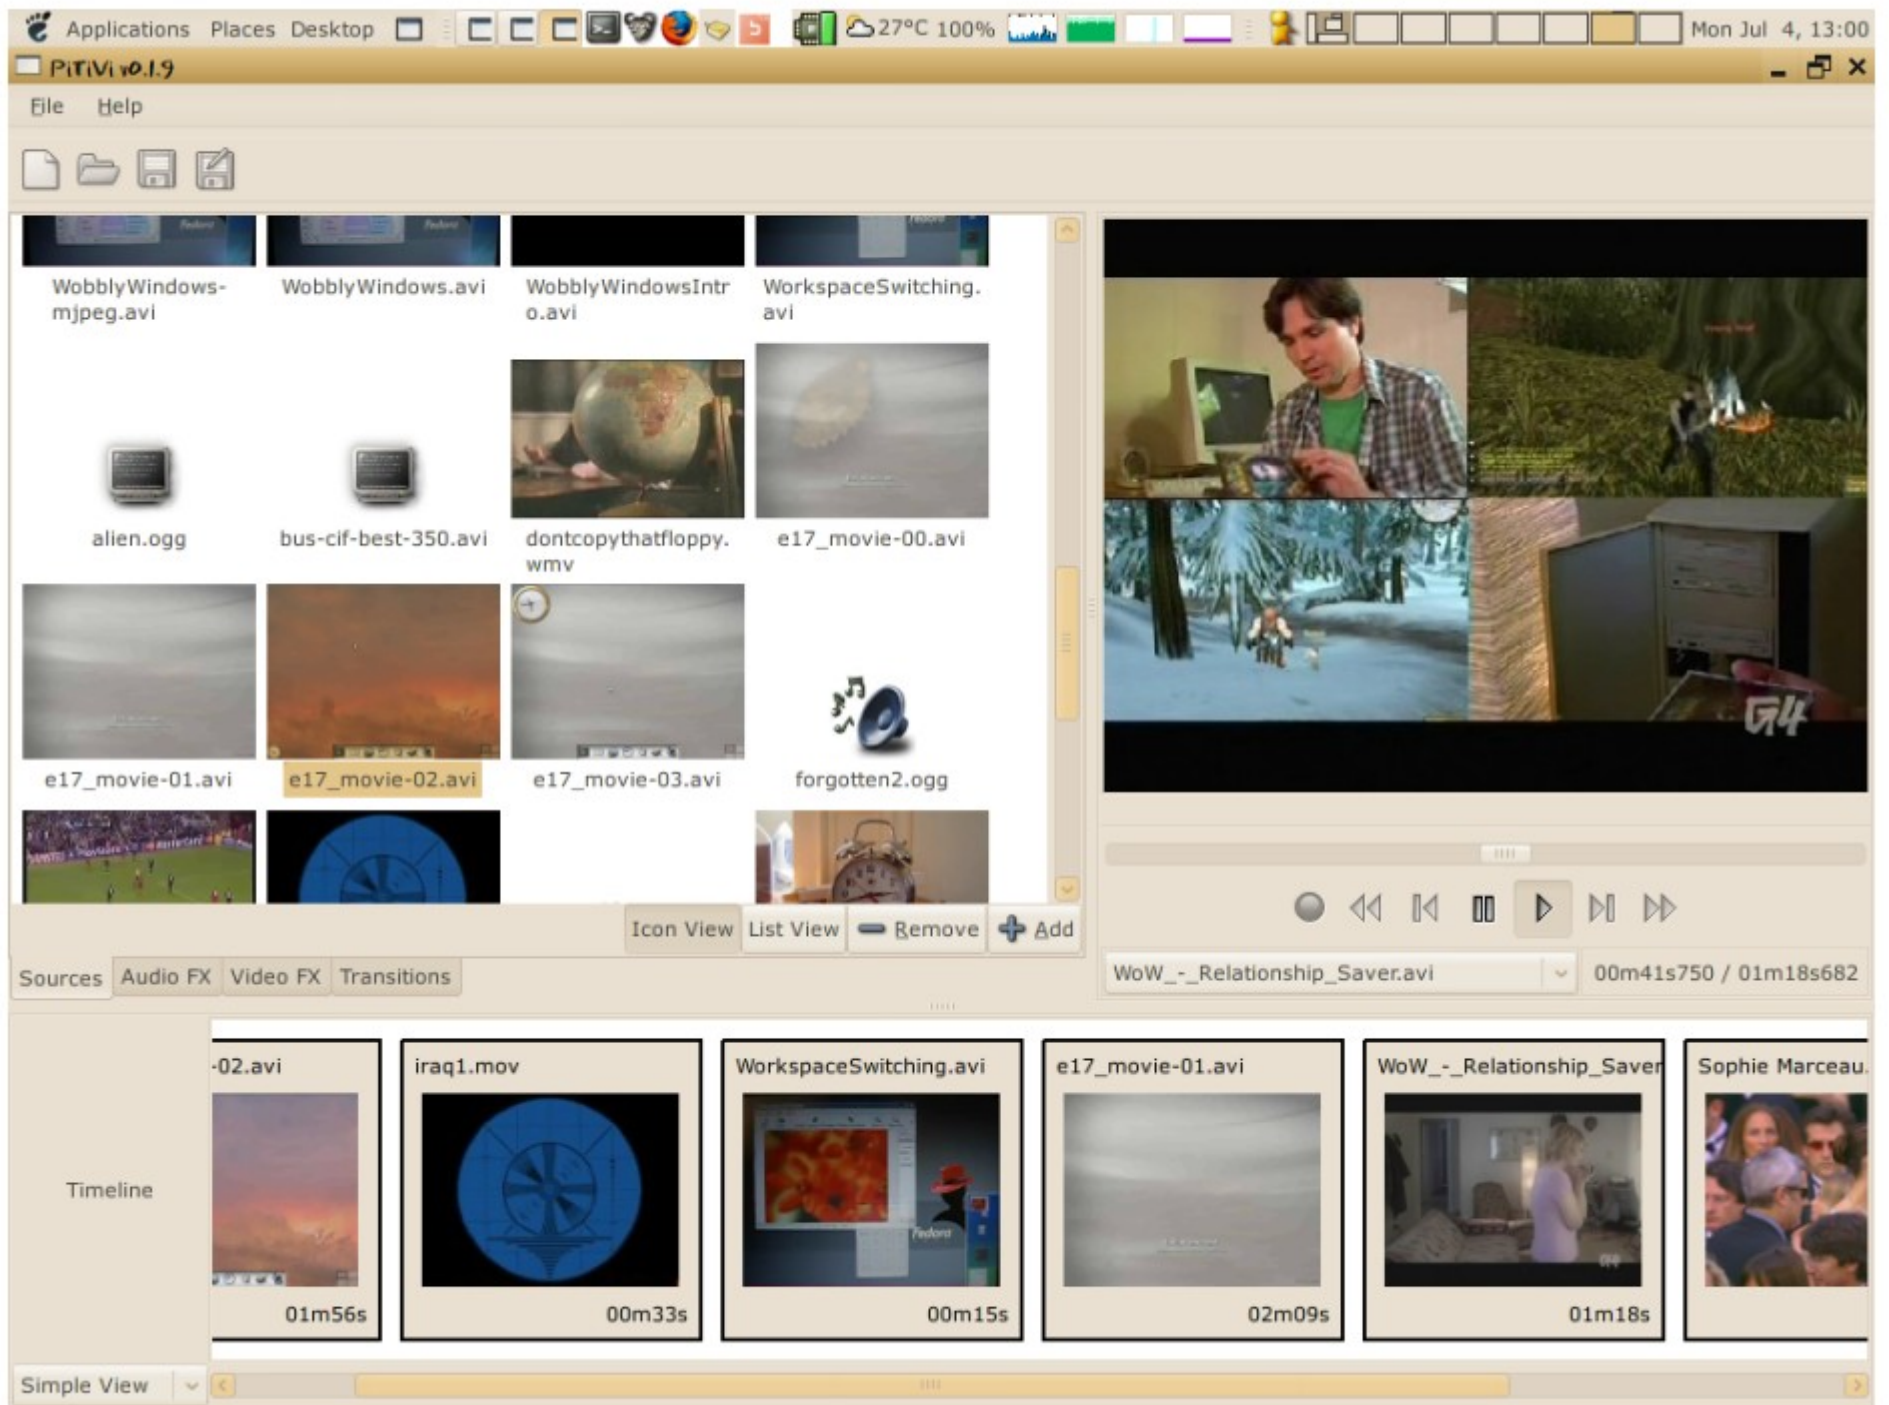 Applications Places Desktop 27°C 100% Mon Jul 4, 13:00
PiTiVi v0.1.9
File Help
WobblyWindows-
mjpeg.avi
WobblyWindows.avi
WobblyWindowsIntr
o.avi
WorkspaceSwitching.
avi
alien.ogg
bus-cif-best-350.avi
dontcopythatfloppy.
wmv
e17_movie-00.avi
e17_movie-01.avi
e17_movie-02.avi
e17_movie-03.avi
forgotten2.ogg
G4
Icon View List View Remove Add
Sources Audio FX Video FX Transitions
WoW_-_Relationship_Saver.avi 00m41s750 / 01m18s682
Timeline
-02.avi
01m56s
iraq1.mov
00m33s
WorkspaceSwitching.avi
Fedora
00m15s
e17_movie-01.avi
02m09s
WoW_-_Relationship_Saver
G4
01m18s
Sophie Marceau.
Simple View